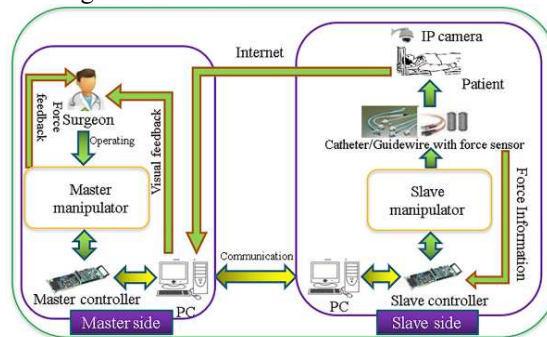 Internet
IP camera
Patient
Surgeon
Force
feedback
Operating
Visual feedback
Catheter/Guidewire with force sensor
Master
manipulator
Slave
manipulator
Force Information
Communication
Master controller
PC
PC
Slave controller
Master side
Slave side